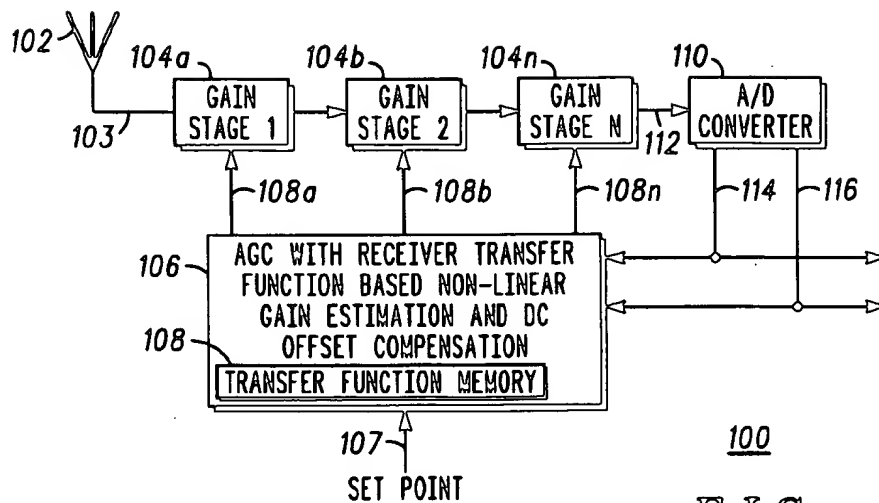 102
104a
104b
104n
110
GAIN
STAGE 1
GAIN
STAGE 2
GAIN
STAGE N
A/D
CONVERTER
103
112
108a
108b
108n
114
116
106
AGC WITH RECEIVER TRANSFER
FUNCTION BASED NON-LINEAR
GAIN ESTIMATION AND DC
OFFSET COMPENSATION
108
TRANSFER FUNCTION MEMORY
107
SET POINT
100